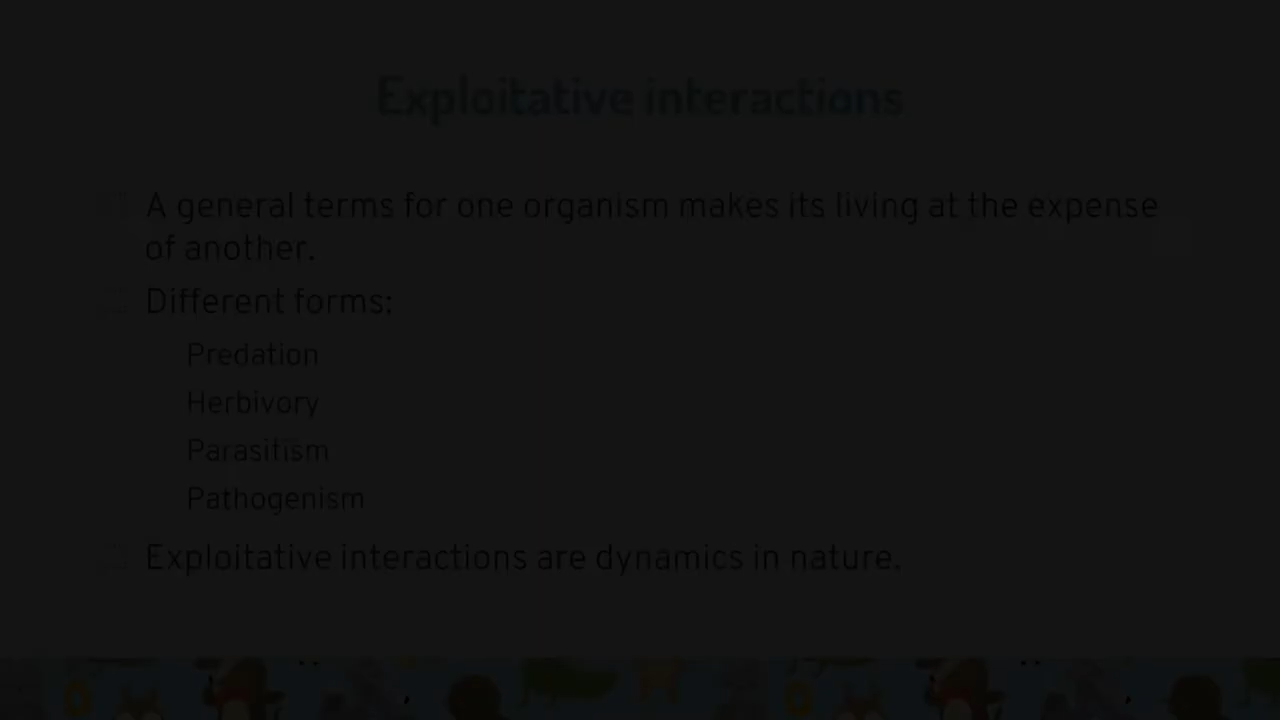 Exploitative interactions
A general terms for one organism makes its living at the expense
of another.
Different forms:
Predation
Herbivory
Parasitism
Pathogenism
Exploitative interactions are dynamics in nature.